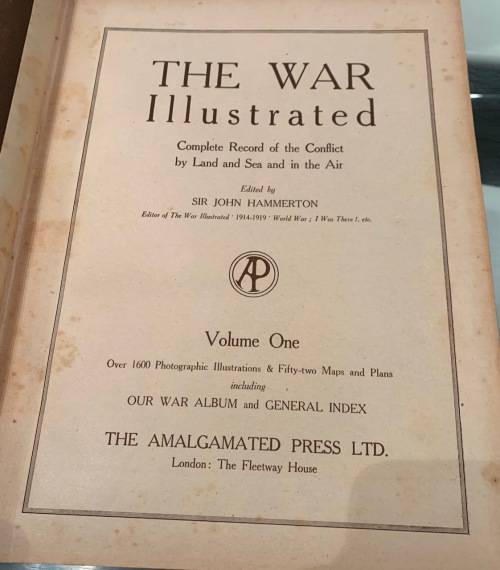 THE WAR
Illustrated
Complete Record of the Conflict
by Land and Sea and in the Air
Edited by
SIR JOHN HAMMERTON
Editor of The War Illustrated · 1914-1919 · World War ; I Was There !, etc.
AP
Volume One
Over 1600 Photographic Illustrations & Fifty-two Maps and Plans
including
OUR WAR ALBUM and GENERAL INDEX
THE AMALGAMATED PRESS LTD.
London: The Fleetway House